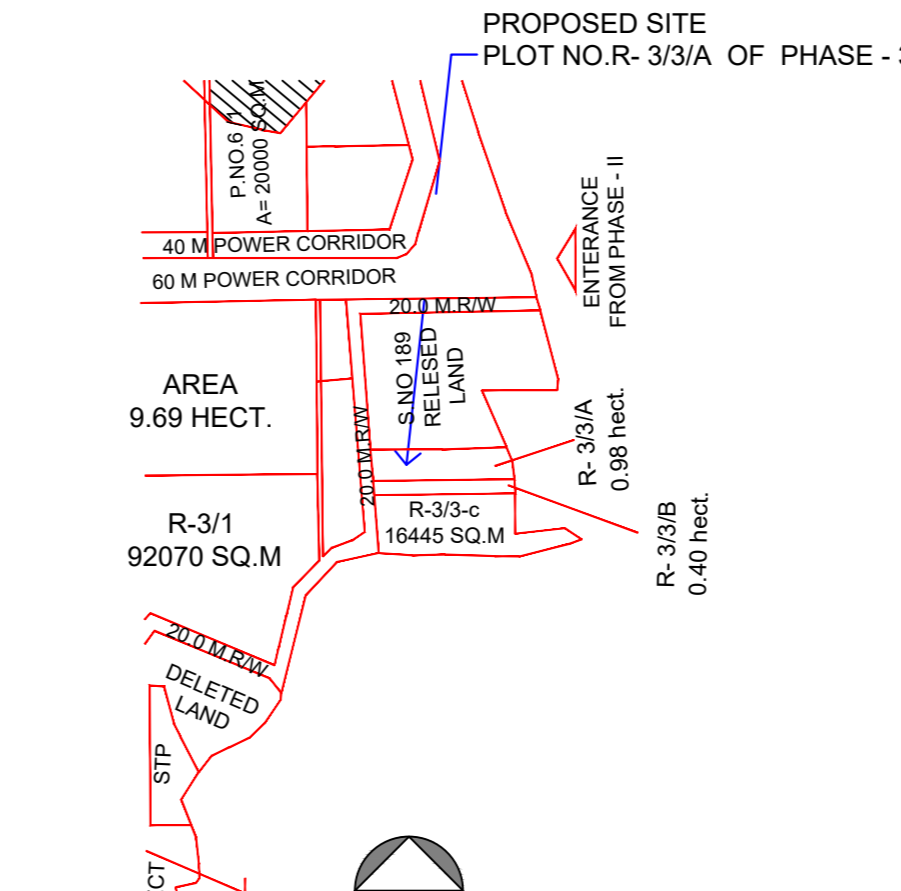 PROPOSED SITE
PLOT NO.R- 3/3/A OF PHASE - 3
P.NO.6 /1
A= 20000 SQ.M
ENTERANCE
FROM PHASE - II
40 M POWER CORRIDOR
60 M POWER CORRIDOR
20.0 M.R/W
S.NO 189
RELESED
LAND
AREA
9.69 HECT.
20.0 M.R/W
R- 3/3/A
0.98 hect.
R-3/3-c
16445 SQ.M
R- 3/3/B
0.40 hect.
R-3/1
92070 SQ.M
20.0 M.R/W
DELETED
LAND
STP
CT